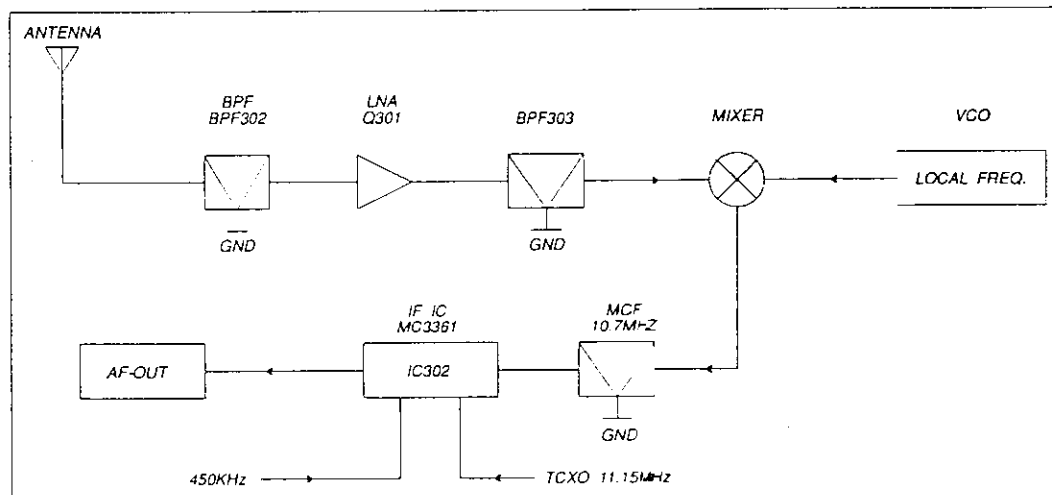 ANTENNA
BPF
BPF302
LNA
Q301
BPF303
MIXER
VCO
LOCAL FREQ.
GND
GND
IF IC
MC3361
MCF
10.7MHZ
AF-OUT
IC302
GND
450KHz
TCXO 11.15MHz